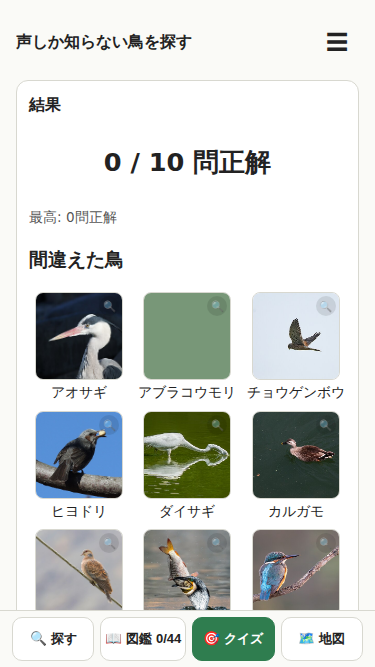 声しか知らない鳥を探す
結果
0 / 10 問正解
最高: 0問正解
間違えた鳥
アオサギ
アブラコウモリ
チョウゲンボウ
ヒヨドリ
ダイサギ
カルガモ
探す
図鑑 0/44
クイズ
地図